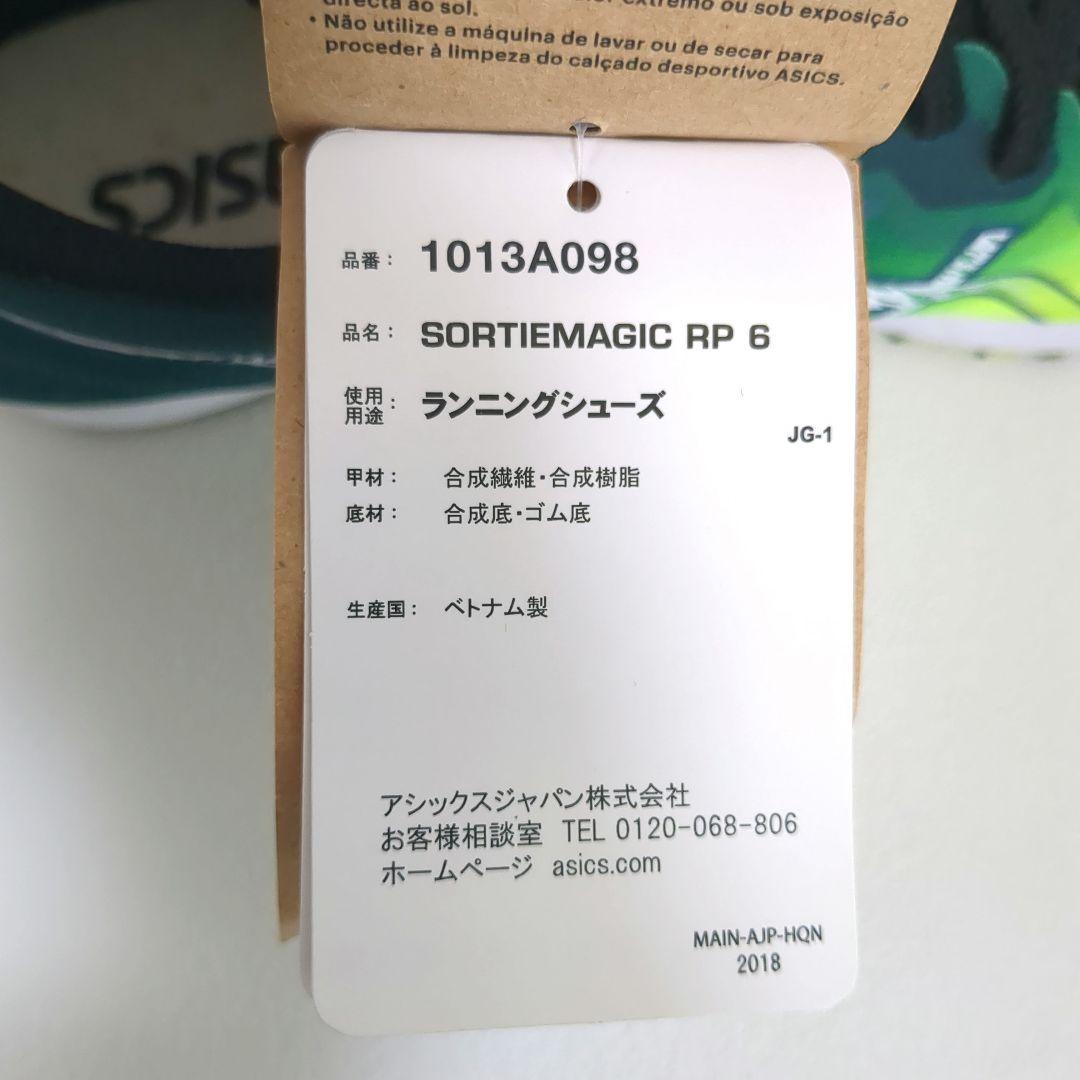 directa ao sol.
extremo ou sob exposição
• Não utilize a máquina de lavar ou de secar para
proceder à limpeza do calçado desportivo ASICS.
品番： 1013A098
品名： SORTIEMAGIC RP 6
使用用途： ランニングシューズ
JG-1
甲材： 合成繊維・合成樹脂
底材： 合成底・ゴム底
生産国： ベトナム製
アシックスジャパン株式会社
お客様相談室 TEL 0120-068-806
ホームページ asics.com
MAIN-AJP-HQN
2018